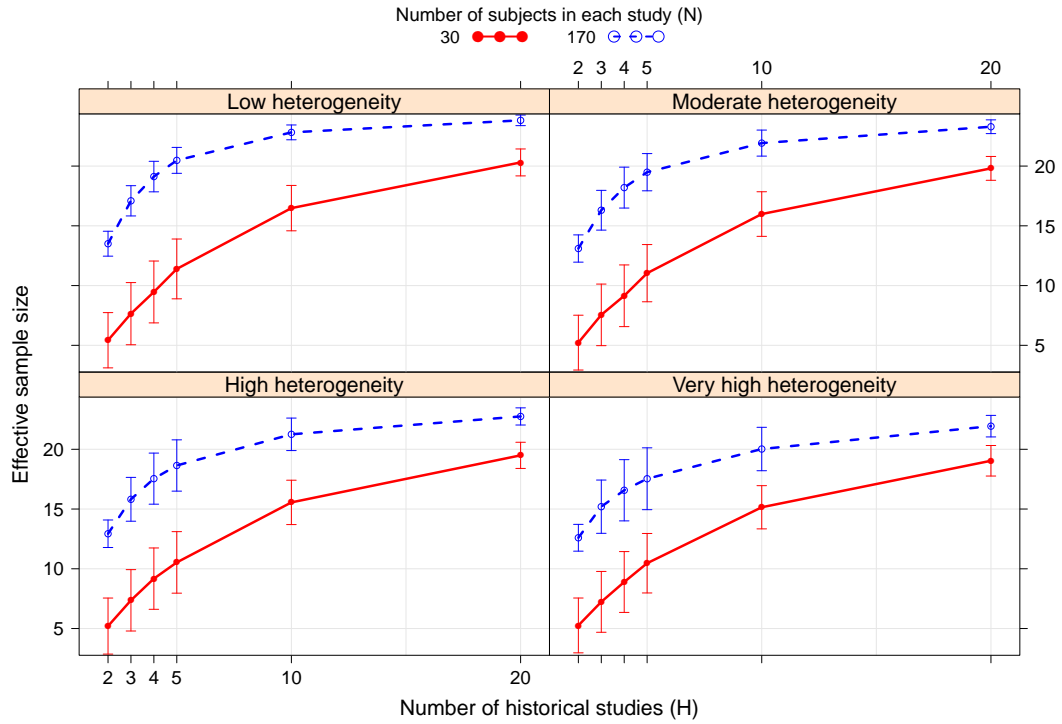 Number of subjects in each study (N)
30 170
2 3 4 5 10 20
Low heterogeneity Moderate heterogeneity
20
15
10
5
High heterogeneity Very high heterogeneity
20
15
10
5
2 3 4 5 10 20
Effective sample size
Number of historical studies (H)